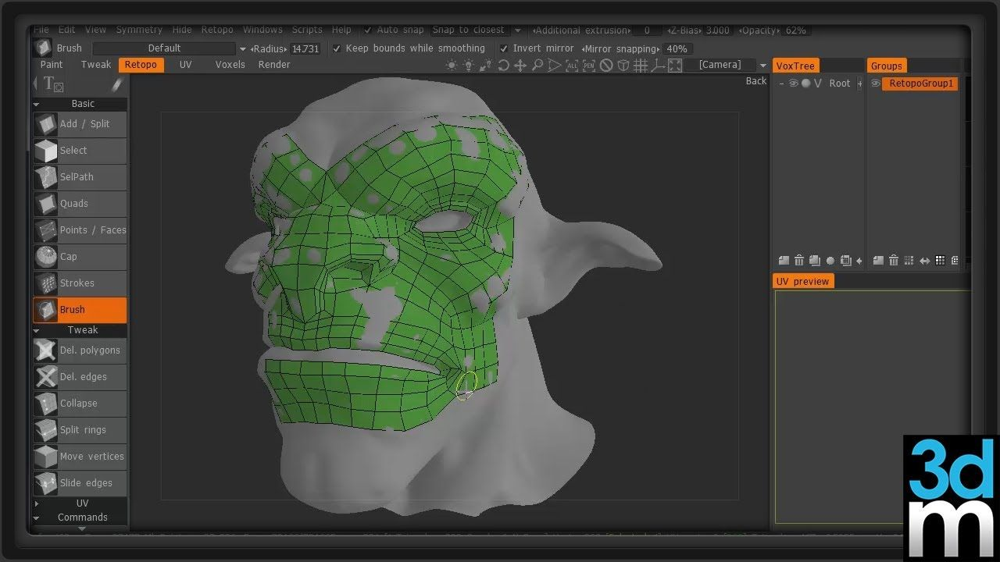 File Edit View Symmetry Hide Retopo Windows Scripts Help Auto snap Snap to closest Additional extrusion 0 Z-Bias 3.000 Opacity 62%
Brush Default Radius 14.731 Keep bounds while smoothing Invert mirror Mirror snapping 40%
Paint Tweak Retopo UV Voxels Render ALL PEN [Camera] VoxTree Groups
Back
T
Root
V
RetopoGroup1
Basic
Add / Split
Select
SelPath
Quads
Points / Faces
Cap
Strokes
Brush
Tweak
Del. polygons
Del. edges
Collapse
Split rings
Move vertices
Slide edges
UV
Commands
UV preview
3d
m